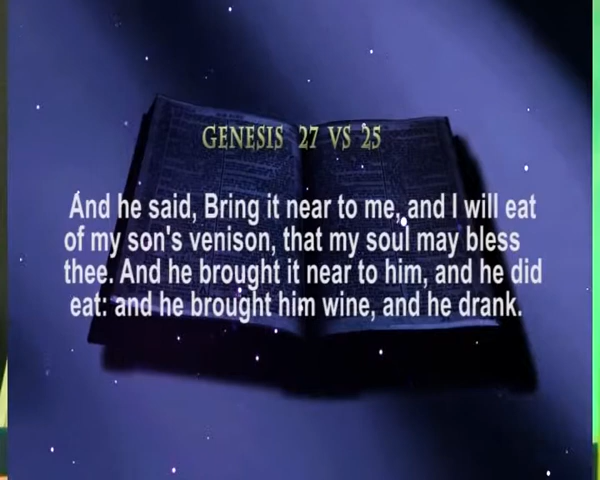 GENESIS 27 VS 25
And he said, Bring it near to me, and I will eat
of my son's venison, that my soul may bless
thee. And he brought it near to him, and he did
eat: and he brought him wine, and he drank.